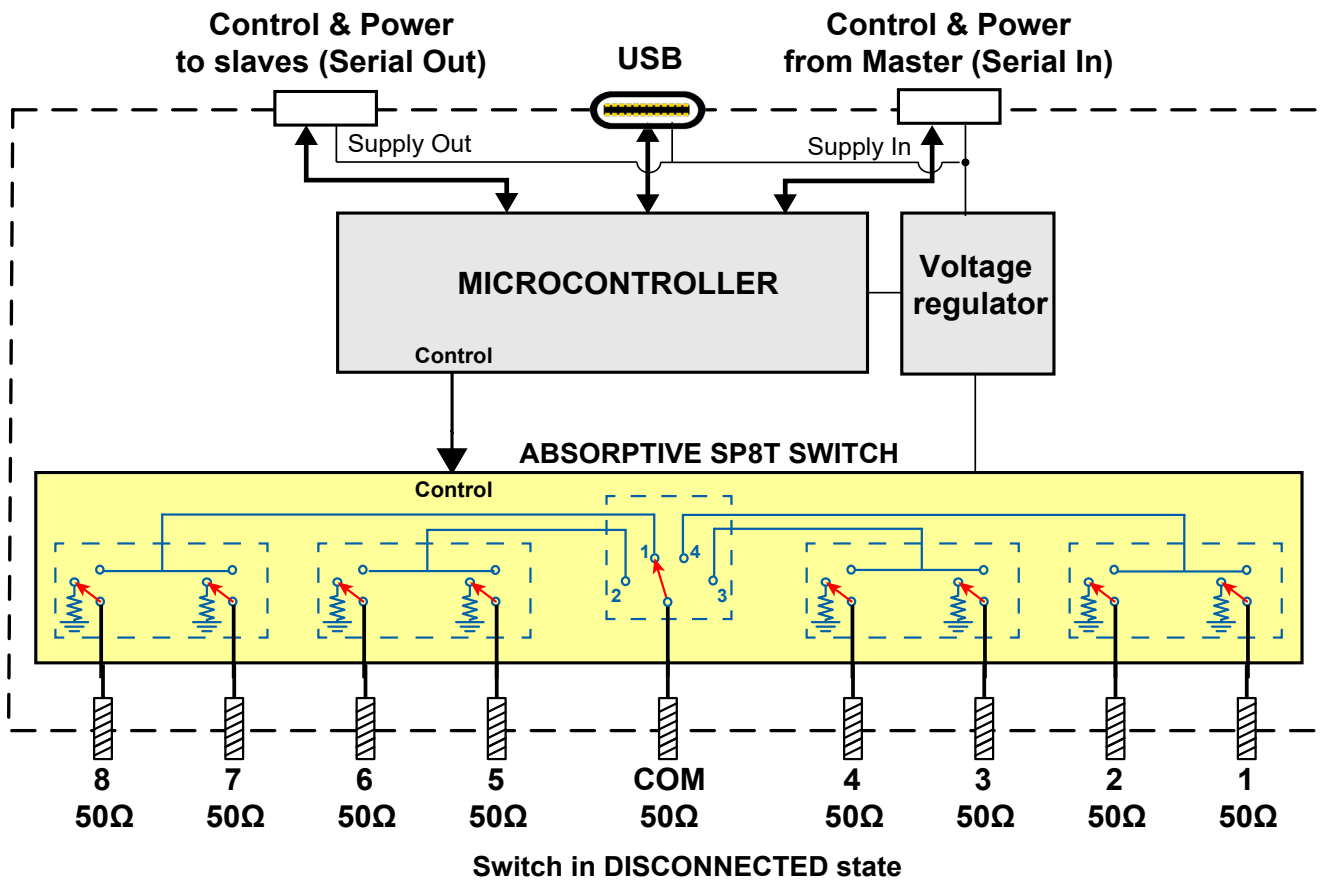 Control & Power
to slaves (Serial Out)
USB
Control & Power
from Master (Serial In)
Supply Out
Supply In
MICROCONTROLLER
Voltage
regulator
Control
ABSORPTIVE SP8T SWITCH
Control
1
4
2
3
8
7
6
5
COM
4
3
2
1
50Ω
50Ω
50Ω
50Ω
50Ω
50Ω
50Ω
50Ω
50Ω
Switch in DISCONNECTED state